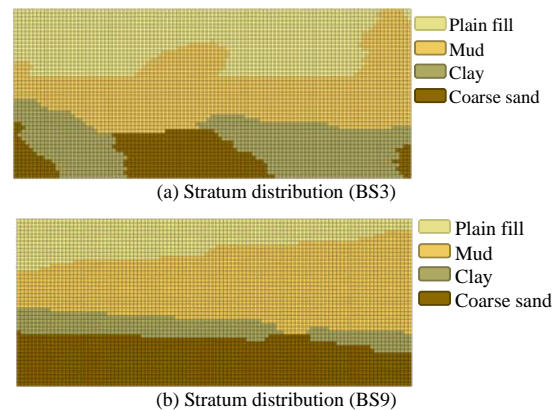 Plain fill
Mud
Clay
Coarse sand
(a) Stratum distribution (BS3)
Plain fill
Mud
Clay
Coarse sand
(b) Stratum distribution (BS9)